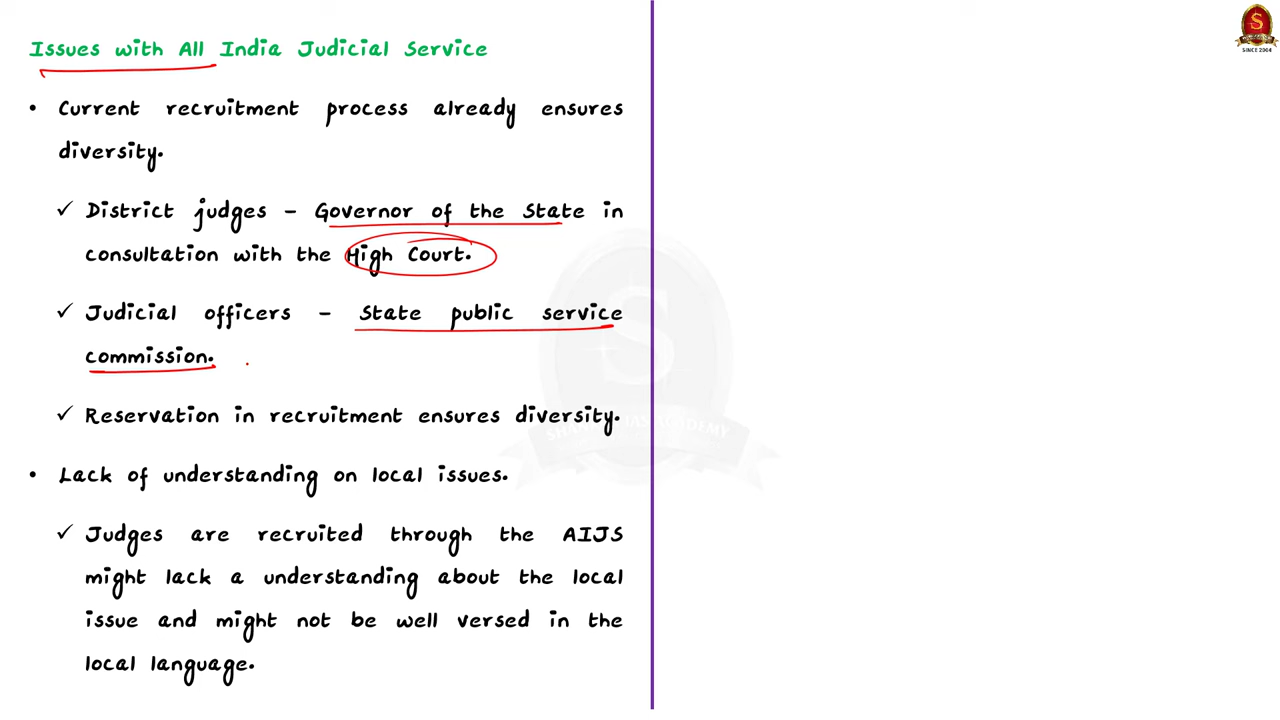 Issues with All India Judicial Service
• Current recruitment process already ensures
diversity.
✓ District judges – Governor of the State in
consultation with the High Court.
✓ Judicial officers – State public service
commission.
✓ Reservation in recruitment ensures diversity.
• Lack of understanding on local issues.
✓ Judges are recruited through the AIJS
might lack a understanding about the local
issue and might not be well versed in the
local language.
S
SINCE 2004